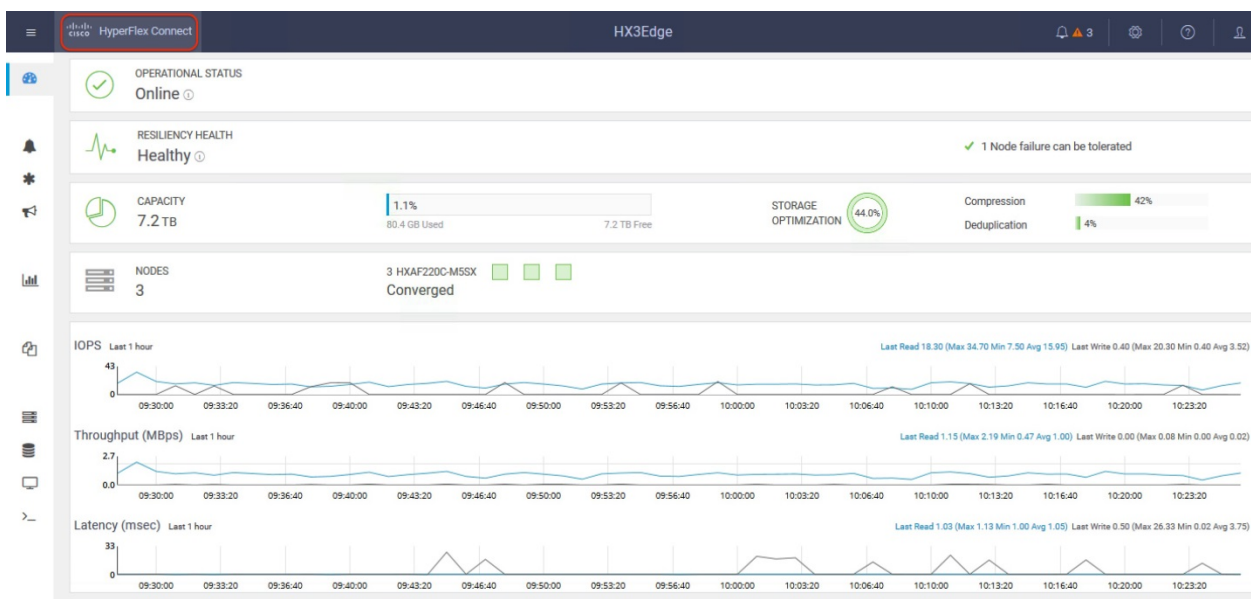 cisco HyperFlex Connect HX3Edge 3
OPERATIONAL STATUS
Online
RESILIENCY HEALTH
Healthy
1 Node failure can be tolerated
CAPACITY
7.2 TB
1.1%
80.4 GB Used 7.2 TB Free
STORAGE
OPTIMIZATION
44.0%
Compression 42%
Deduplication 4%
NODES
3
3 HXAF220C-M5SX
Converged
IOPS Last 1 hour Last Read 18.30 (Max 34.70 Min 7.50 Avg 15.95) Last Write 0.40 (Max 20.30 Min 0.40 Avg 3.52)
43
0
09:30:00 09:33:20 09:36:40 09:40:00 09:43:20 09:46:40 09:50:00 09:53:20 09:56:40 10:00:00 10:03:20 10:06:40 10:10:00 10:13:20 10:16:40 10:20:00 10:23:20
Throughput (MBps) Last 1 hour Last Read 1.15 (Max 2.19 Min 0.47 Avg 1.00) Last Write 0.00 (Max 0.08 Min 0.00 Avg 0.02)
2.7
0.0
09:30:00 09:33:20 09:36:40 09:40:00 09:43:20 09:46:40 09:50:00 09:53:20 09:56:40 10:00:00 10:03:20 10:06:40 10:10:00 10:13:20 10:16:40 10:20:00 10:23:20
Latency (msec) Last 1 hour Last Read 1.03 (Max 1.13 Min 1.00 Avg 1.05) Last Write 0.50 (Max 26.33 Min 0.02 Avg 3.75)
33
0
09:30:00 09:33:20 09:36:40 09:40:00 09:43:20 09:46:40 09:50:00 09:53:20 09:56:40 10:00:00 10:03:20 10:06:40 10:10:00 10:13:20 10:16:40 10:20:00 10:23:20